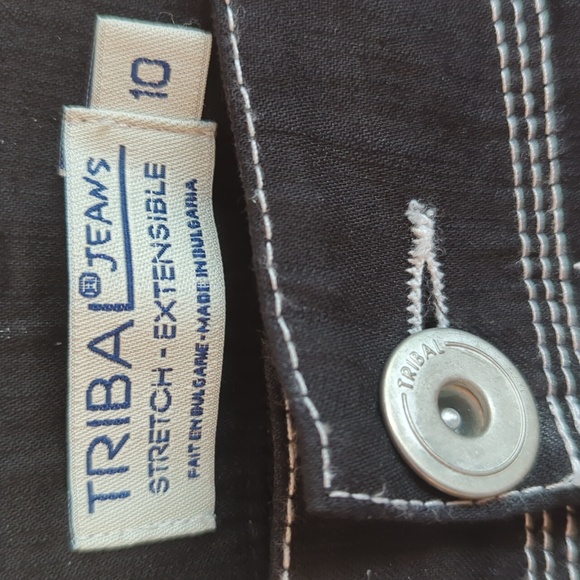 10
TRIBAL JEANS
STRETCH - EXTENSIBLE
FAIT EN BULGARIE - MADE IN BULGARIA
TRIBAL